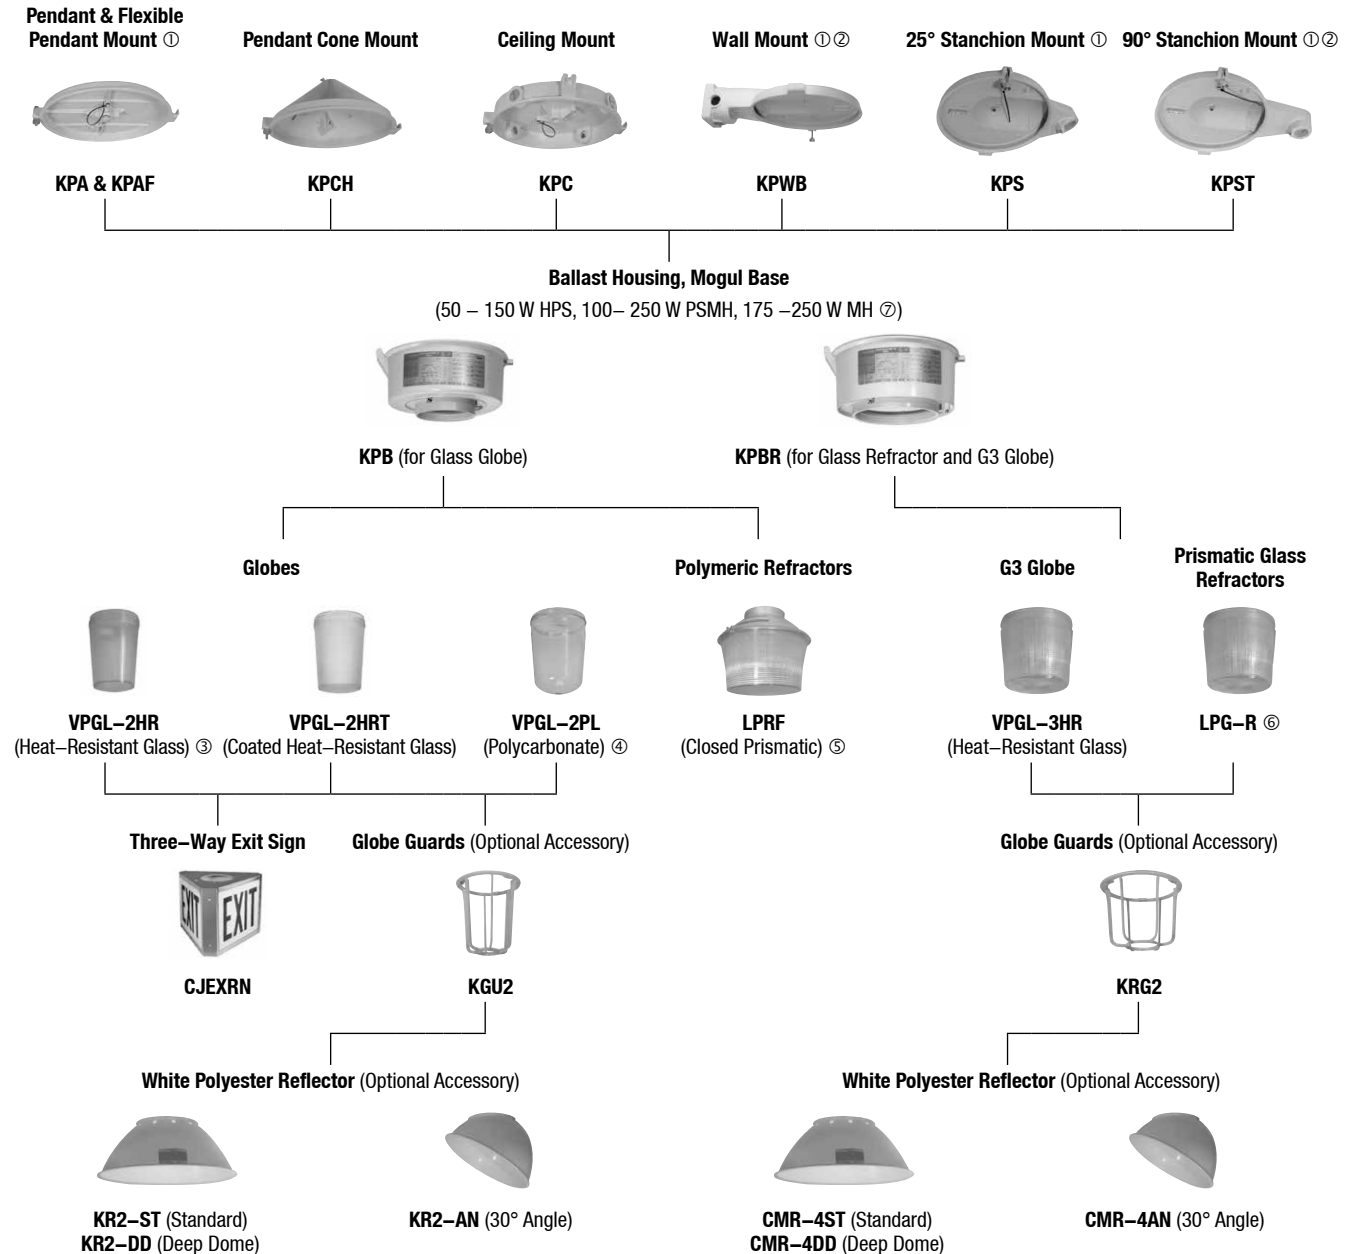 Pendant & Flexible
Pendant Mount ①
Pendant Cone Mount
Ceiling Mount
Wall Mount ①②
25° Stanchion Mount ①
90° Stanchion Mount ①②
KPA & KPAF
KPCH
KPC
KPWB
KPS
KPST
Ballast Housing, Mogul Base
(50 – 150 W HPS, 100– 250 W PSMH, 175 –250 W MH ⑦)
KPB (for Glass Globe)
KPBR (for Glass Refractor and G3 Globe)
Globes
Polymeric Refractors
G3 Globe
Prismatic Glass
Refractors
VPGL–2HR
(Heat–Resistant Glass) ③
VPGL–2HRT
(Coated Heat–Resistant Glass)
VPGL–2PL
(Polycarbonate) ④
LPRF
(Closed Prismatic) ⑤
VPGL–3HR
(Heat–Resistant Glass)
LPG–R ⑥
Three–Way Exit Sign
Globe Guards (Optional Accessory)
Globe Guards (Optional Accessory)
EXIT
EXIT
CJEXRN
KGU2
KRG2
White Polyester Reflector (Optional Accessory)
White Polyester Reflector (Optional Accessory)
KR2–ST (Standard)
KR2–DD (Deep Dome)
KR2–AN (30° Angle)
CMR–4ST (Standard)
CMR–4DD (Deep Dome)
CMR–4AN (30° Angle)